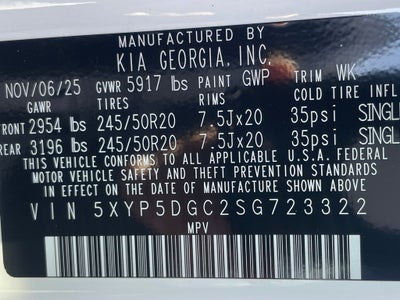 MANUFACTURED BY
KIA GEORGIA, INC.
NOV/06/25 GVWR 5917 lbs PAINT GWP TRIM WK
GAWR TIRES RIMS COLD TIRE INFL
FRONT 2954 lbs 245/50R20 7.5Jx20 35psi SINGL
REAR 3196 lbs 245/50R20 7.5Jx20 35psi SINGL
THIS VEHICLE CONFORMS TO ALL APPLICABLE U.S.A. FEDERAL
MOTOR VEHICLE SAFETY AND THEFT PREVENTION STANDARDS
IN EFFECT ON THE DATE OF MANUFACTURE SHOWN ABOVE
VIN 5XYP5DGC2SG723322
MPV